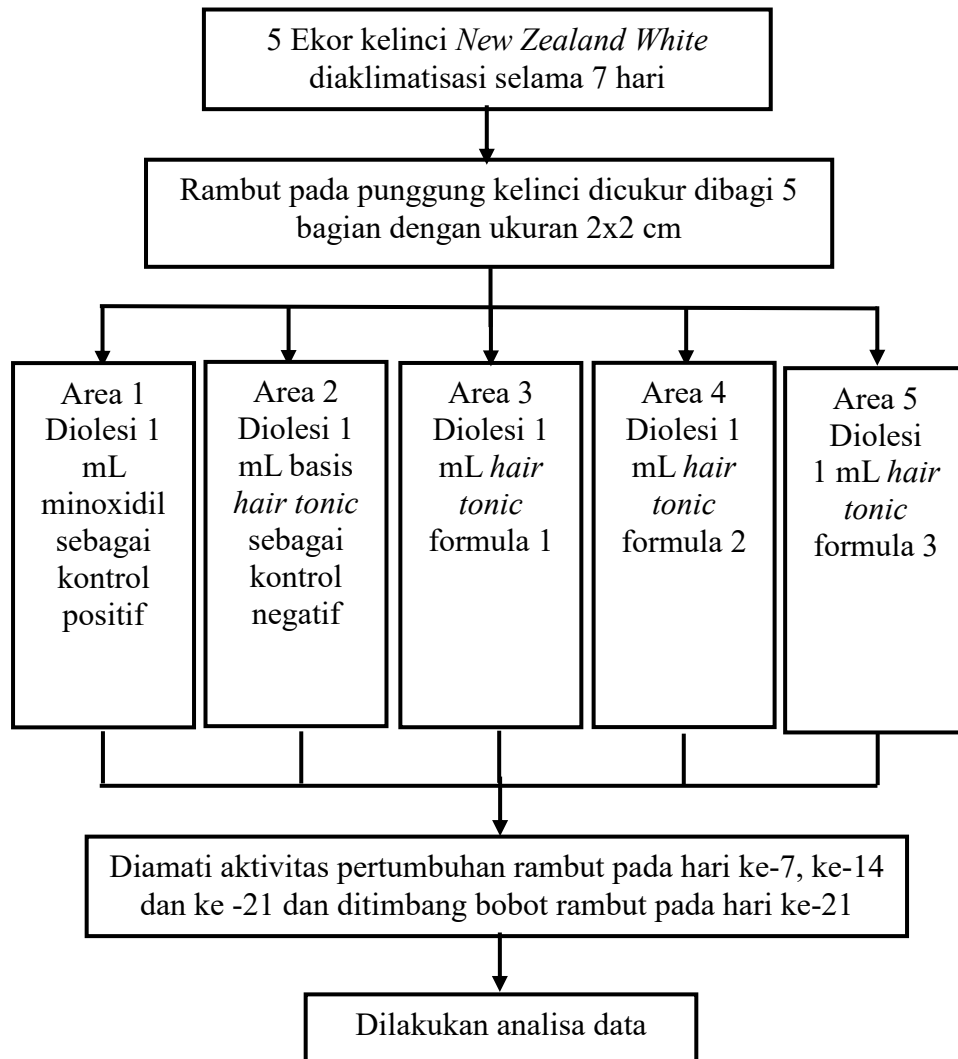 5 Ekor kelinci New Zealand White
diaklimatisasi selama 7 hari
Rambut pada punggung kelinci dicukur dibagi 5
bagian dengan ukuran 2x2 cm
Area 1
Diolesi 1
mL
minoxidil
sebagai
kontrol
positif
Area 2
Diolesi 1
mL basis
hair tonic
sebagai
kontrol
negatif
Area 3
Diolesi 1
mL hair
tonic
formula 1
Area 4
Diolesi 1
mL hair
tonic
formula 2
Area 5
Diolesi
1 mL hair
tonic
formula 3
Diamati aktivitas pertumbuhan rambut pada hari ke-7, ke-14
dan ke -21 dan ditimbang bobot rambut pada hari ke-21
Dilakukan analisa data